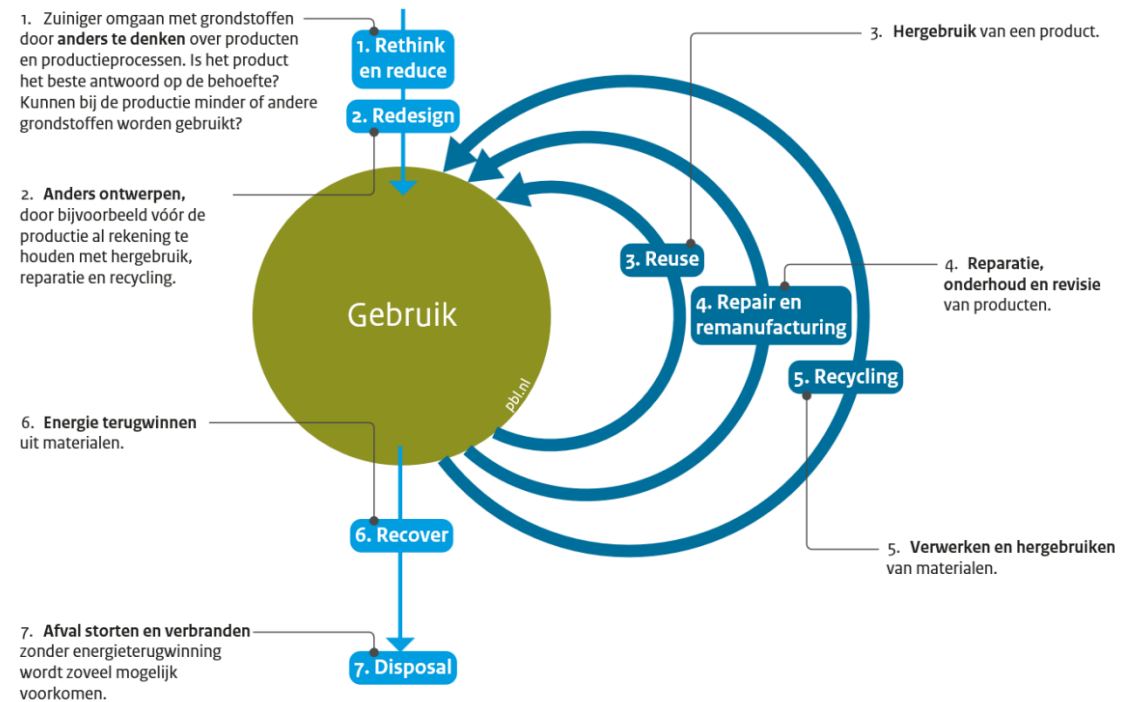 1. Zuiniger omgaan met grondstoffen
door anders te denken over producten
en productieprocessen. Is het product
het beste antwoord op de behoefte?
Kunnen bij de productie minder of andere
grondstoffen worden gebruikt?
1. Rethink
en reduce
2. Redesign
3. Hergebruik van een product.
2. Anders ontwerpen,
door bijvoorbeeld vóór de
productie al rekening te
houden met hergebruik,
reparatie en recycling.
Gebruik
pbl.nl
3. Reuse
4. Repair en
remanufacturing
5. Recycling
4. Reparatie,
onderhoud en revisie
van producten.
6. Energie terugwinnen
uit materialen.
6. Recover
5. Verwerken en hergebruiken
van materialen.
7. Afval storten en verbranden
zonder energieterugwinning
wordt zoveel mogelijk
voorkomen.
7. Disposal